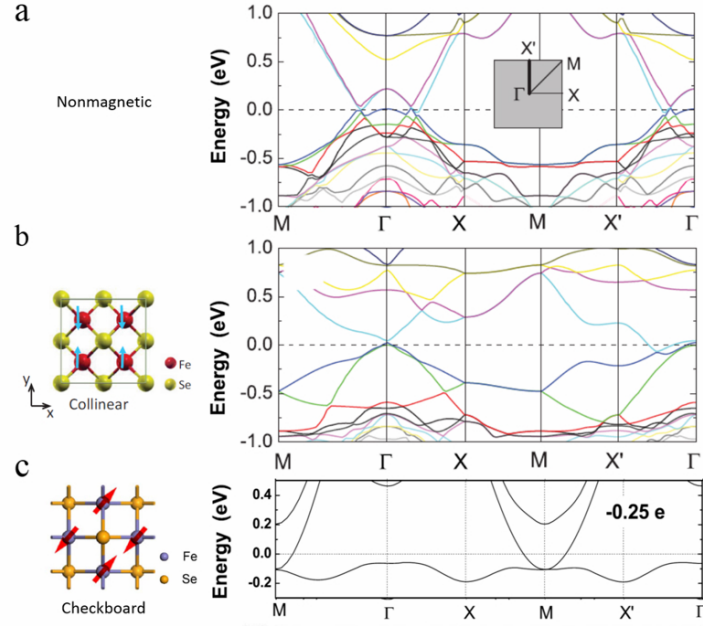 a
Nonmagnetic
Energy (eV)
1.0
0.5
0.0
-0.5
-1.0
X'
M
Γ
X
M Γ X M X' Γ
b
y
x
Collinear
Fe
Se
Energy (eV)
1.0
0.5
0.0
-0.5
-1.0
M Γ X M X' Γ
c
Checkboard
Fe
Se
Energy (eV)
0.4
0.2
0.0
-0.2
-0.25 e
M Γ X M X' Γ